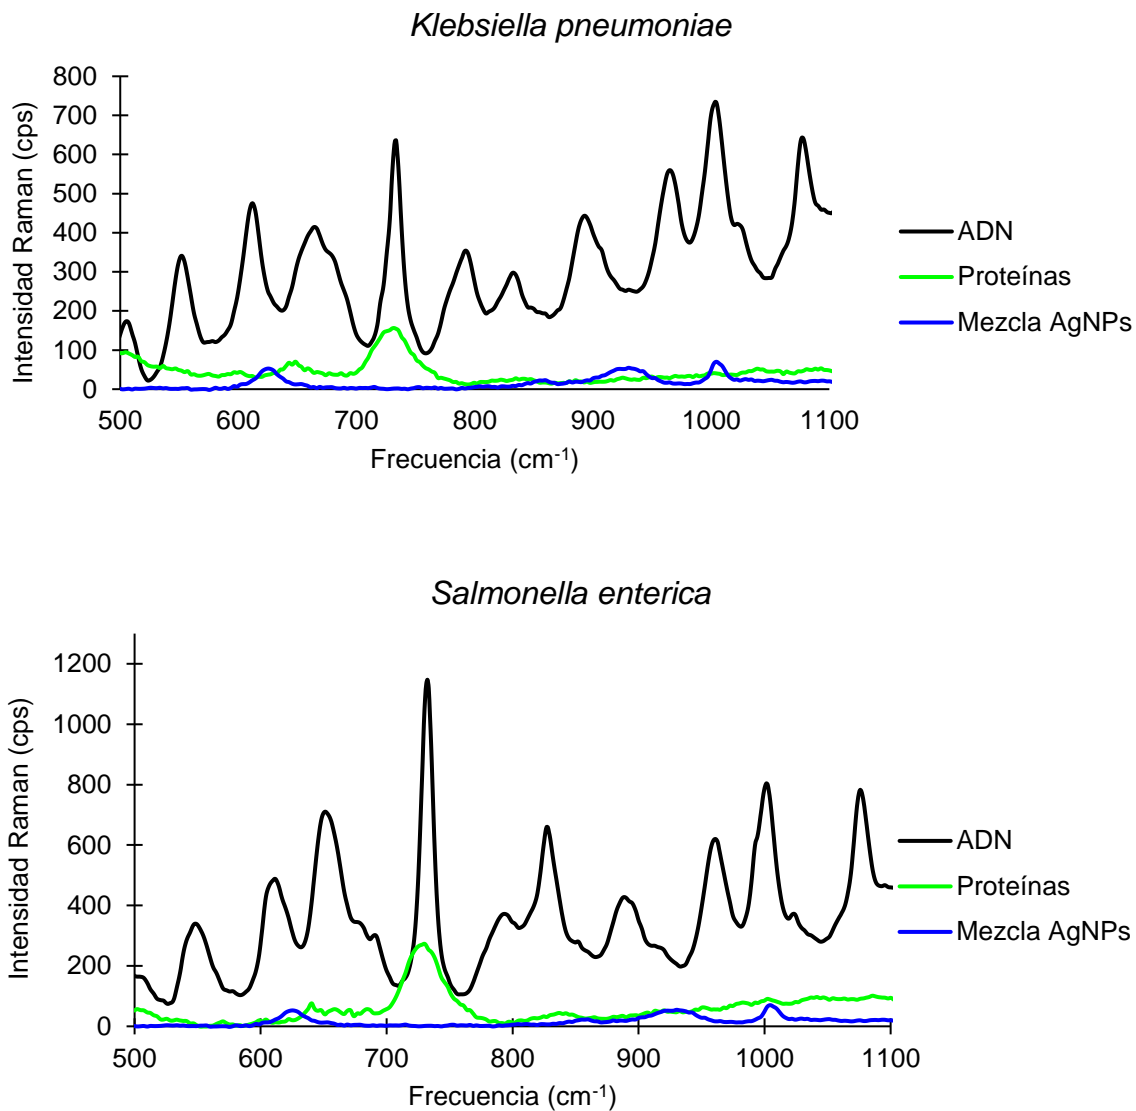 Klebsiella pneumoniae
800
700
600
500
400
300
200
100
0
Intensidad Raman (cps)
500 600 700 800 900 1000 1100
Frecuencia (cm-1)
ADN
Proteínas
Mezcla AgNPs
Salmonella enterica
1200
1000
800
600
400
200
0
Intensidad Raman (cps)
500 600 700 800 900 1000 1100
Frecuencia (cm-1)
ADN
Proteínas
Mezcla AgNPs